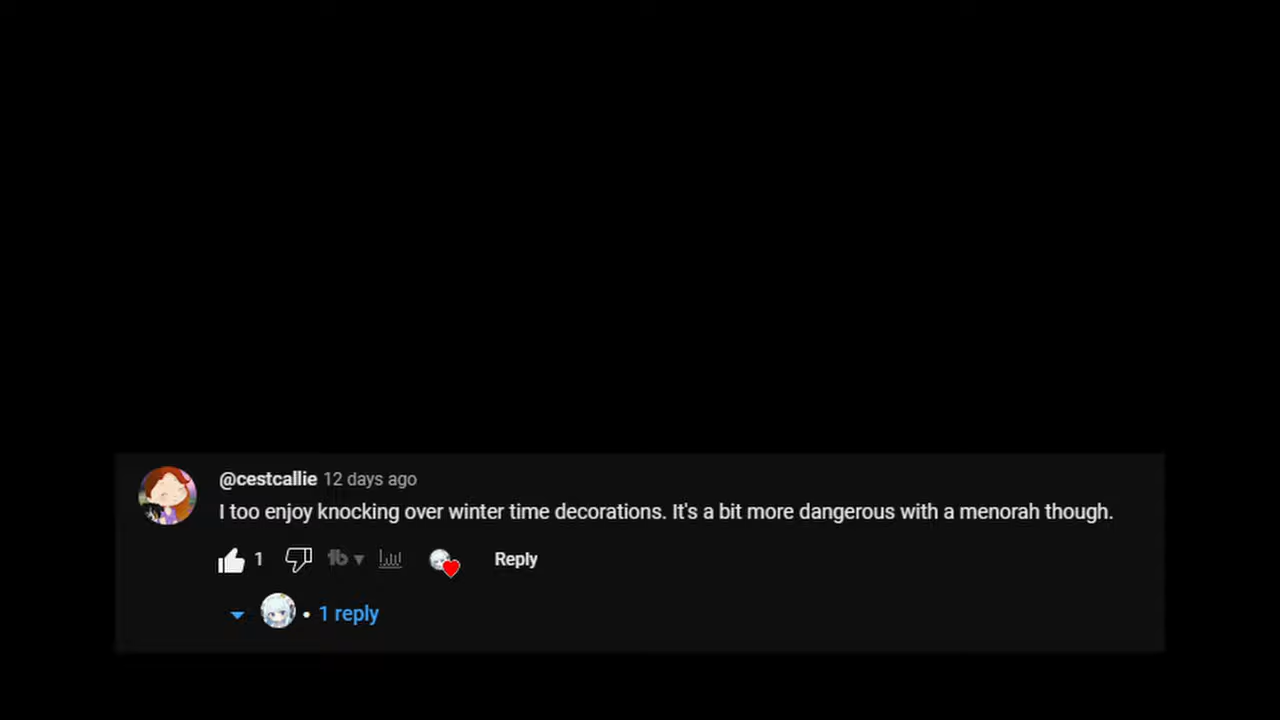 @cestcallie 12 days ago
I too enjoy knocking over winter time decorations. It's a bit more dangerous with a menorah though.
1 Reply
• 1 reply